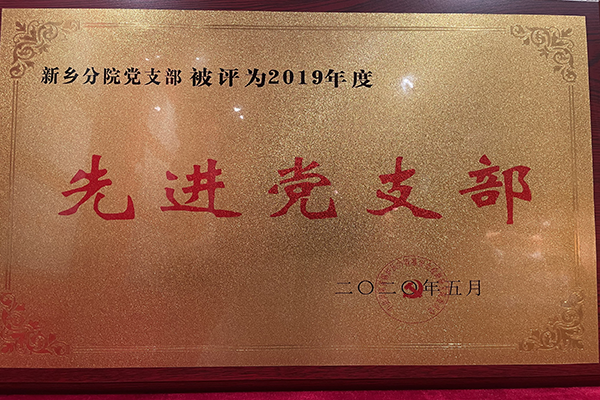 新乡分院党支部 被评为2019年度
先进党支部
二〇二〇年五月